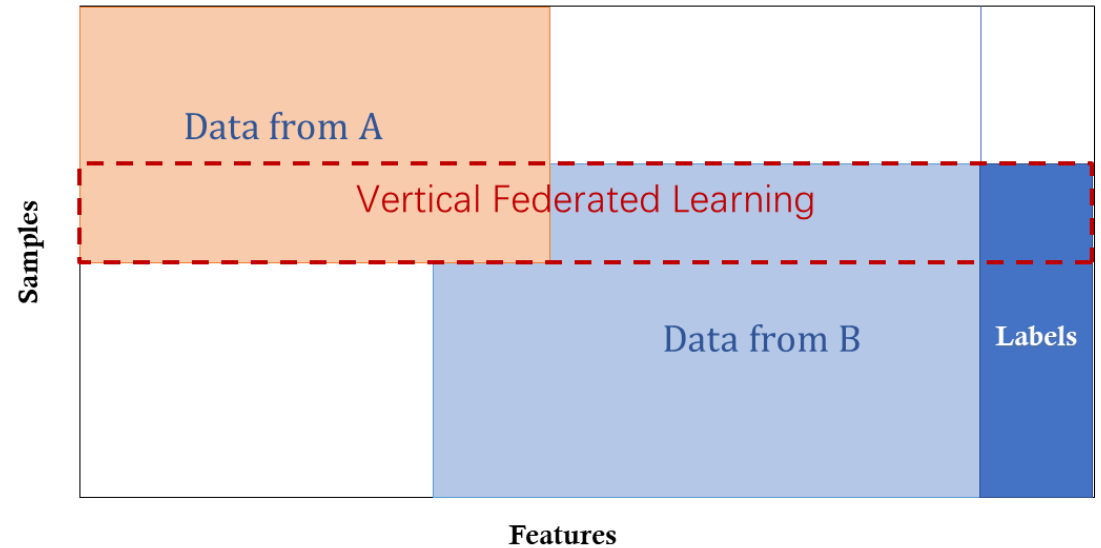 Data from A
Vertical Federated Learning
Samples
Data from B
Labels
Features